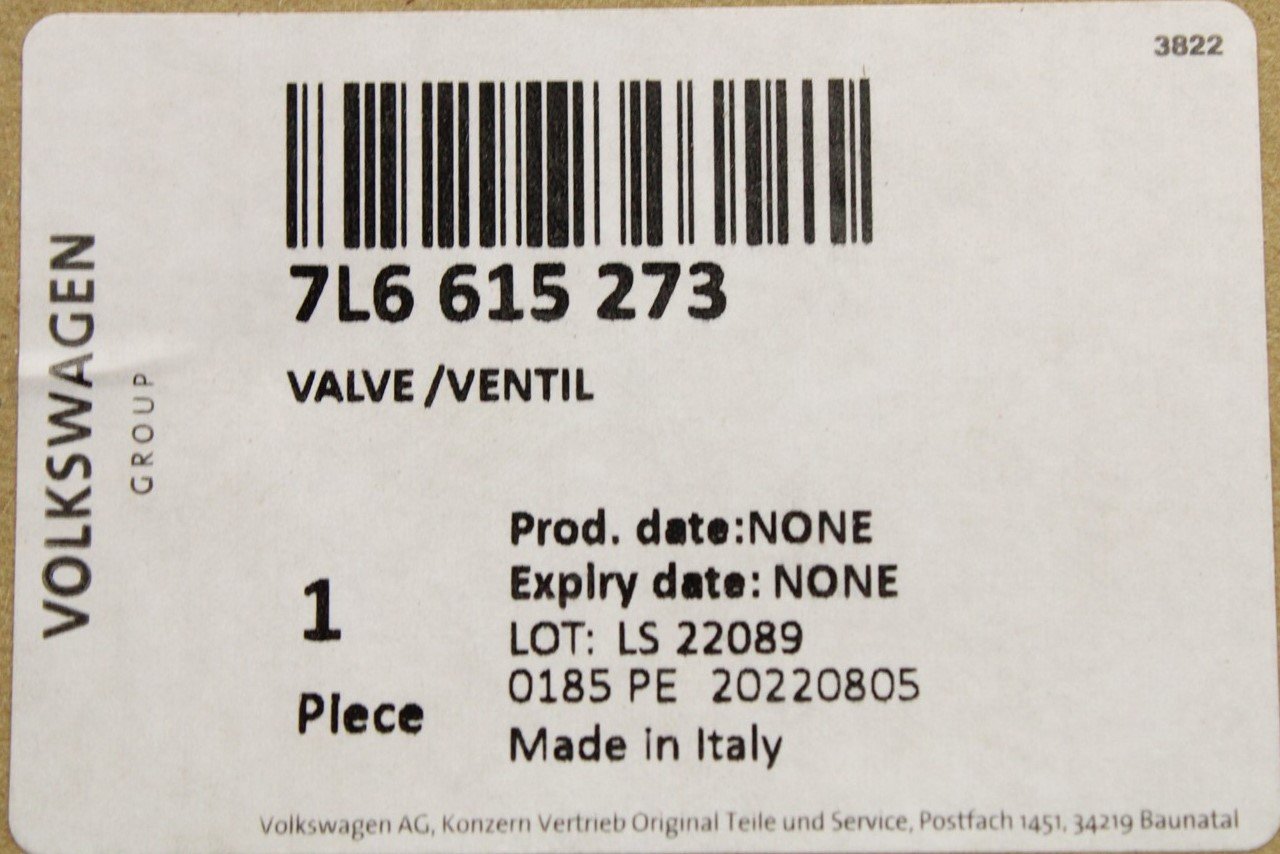 3822
7L6 615 273
VALVE /VENTIL
VOLKSWAGEN
GROUP
1
Piece
Prod. date:NONE
Expiry date: NONE
LOT: LS 22089
0185 PE 20220805
Made in Italy
Volkswagen AG, Konzern Vertrieb Original Teile und Service, Postfach 1451, 34219 Baunatal